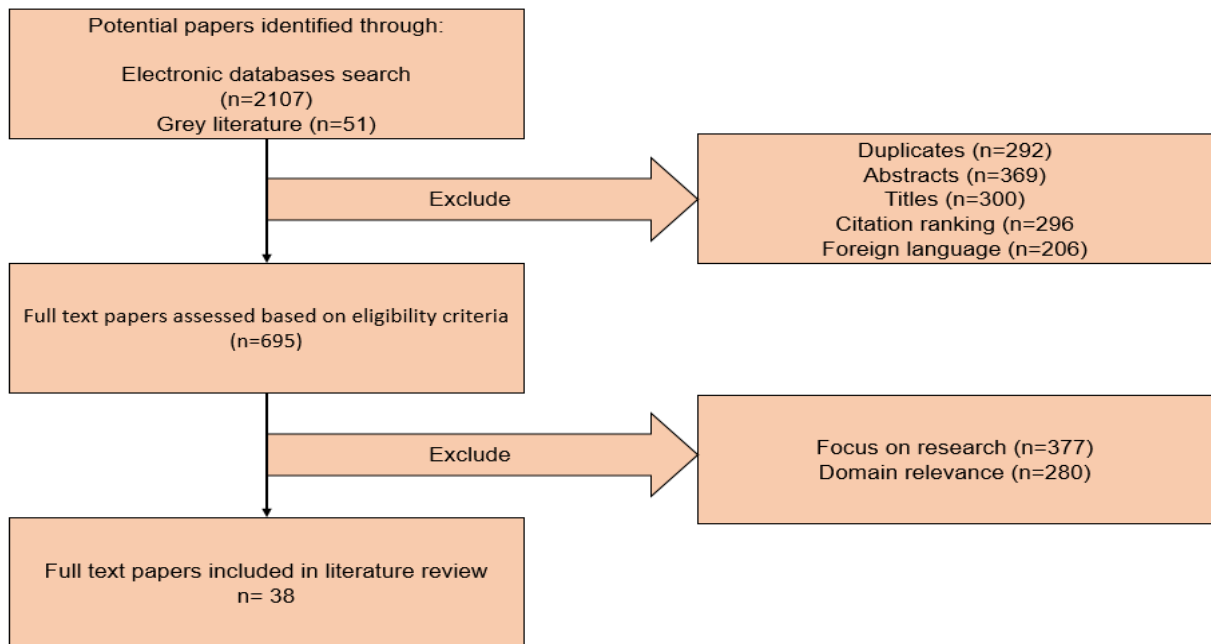 Potential papers identified through:
Electronic databases search
(n=2107)
Grey literature (n=51)
Exclude
Duplicates (n=292)
Abstracts (n=369)
Titles (n=300)
Citation ranking (n=296
Foreign language (n=206)
Full text papers assessed based on eligibility criteria
(n=695)
Exclude
Focus on research (n=377)
Domain relevance (n=280)
Full text papers included in literature review
n= 38